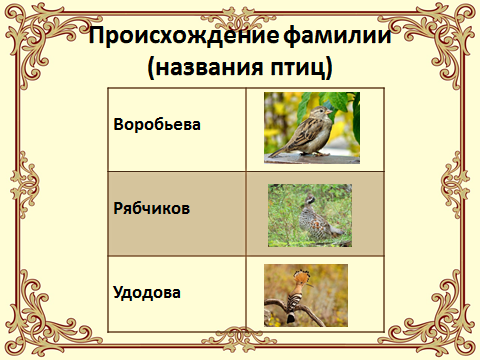 Происхождение фамилии
(названия птиц)
Воробьева
Рябчиков
Удодова